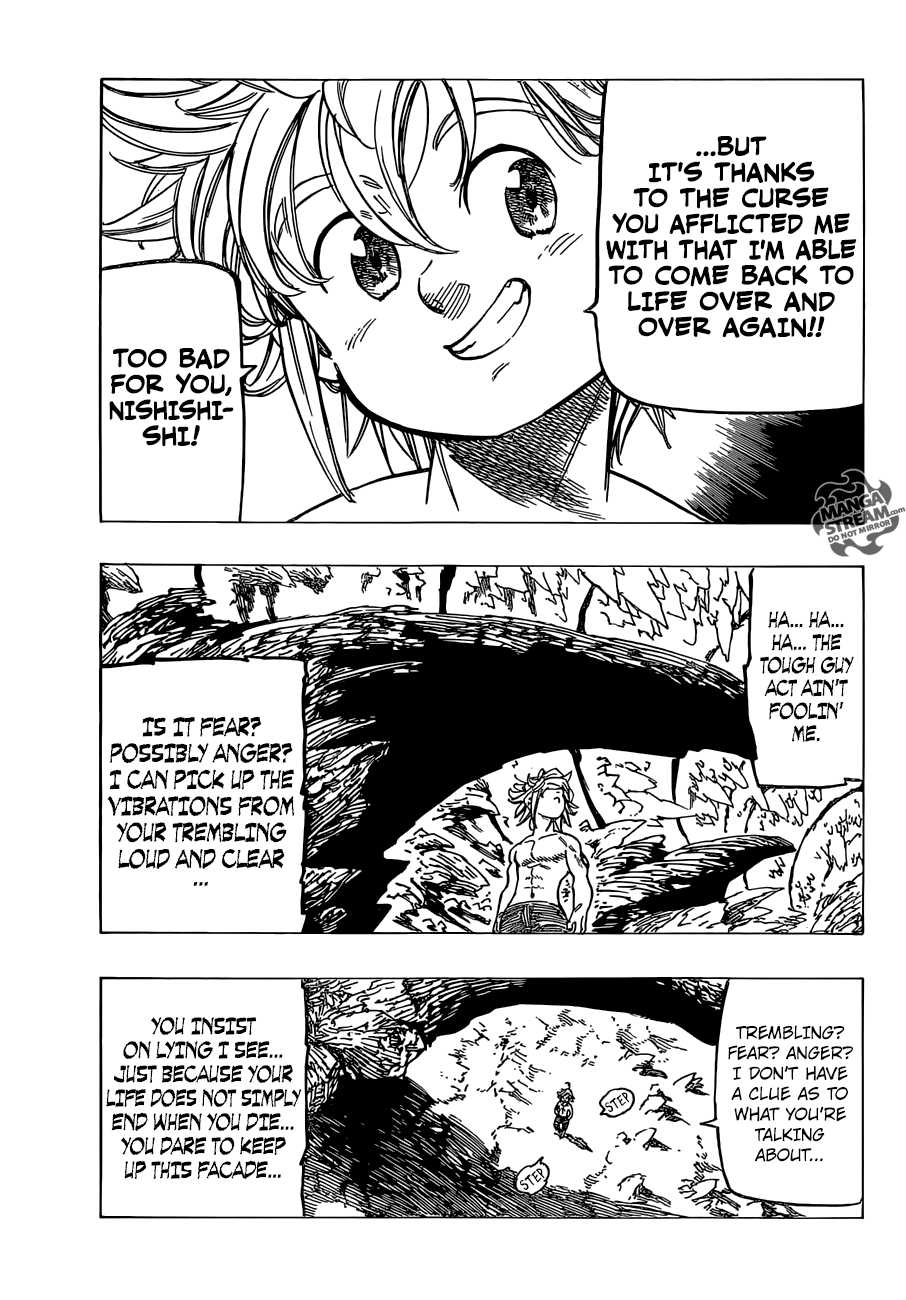 ...BUT
IT'S THANKS
TO THE CURSE
YOU AFFLICTED ME
WITH THAT I'M ABLE
TO COME BACK TO
LIFE OVER AND
OVER AGAIN!!
TOO BAD
FOR YOU,
NISHISHI-
SHI!
MANGA
STREAM.com
DO NOT MIRROR
HA... HA...
HA... THE
TOUGH GUY
ACT AIN'T
FOOLIN'
ME.
IS IT FEAR?
POSSIBLY ANGER?
I CAN PICK UP THE
VIBRATIONS FROM
YOUR TREMBLING
LOUD AND CLEAR
...
TREMBLING?
FEAR? ANGER?
I DON'T HAVE
A CLUE AS TO
WHAT YOU'RE
TALKING
ABOUT...
STEP
STEP
YOU INSIST
ON LYING I SEE...
JUST BECAUSE YOUR
LIFE DOES NOT SIMPLY
END WHEN YOU DIE...
YOU DARE TO KEEP
UP THIS FACADE...